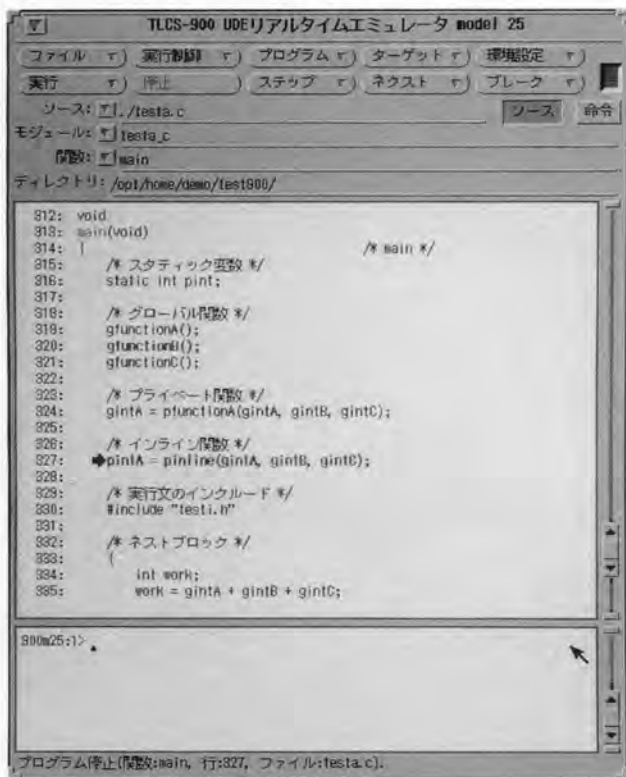 TLCS-900 UDEリアルタイムエミュレータ model 25
ファイル 実行制御 プログラム ターゲット 環境設定
実行 停止 ステップ ネクスト ブレーク
ソース: ./testa.c ソース 命令
モジュール: testa_c
関数: main
ディレクトリ: /opt/home/demo/test900/
312: void
313: main(void)
314: { /* main */
315: /* スタティック変数 */
316: static int pint;
317:
318: /* グローバル関数 */
319: gfunctionA();
320: gfunctionB();
321: gfunctionC();
322:
323: /* プライベート関数 */
324: gintA = pfunctionA(gintA, gintB, gintC);
325:
326: /* インライン関数 */
327: pintA = pinline(gintA, gintB, gintC);
328:
329: /* 実行文のインクルード */
330: #include "testi.h"
331:
332: /* ネストブロック */
333: {
334: int work;
335: work = gintA + gintB + gintC;
900m25:1>
プログラム停止(関数:main, 行:327, ファイル:testa.c).